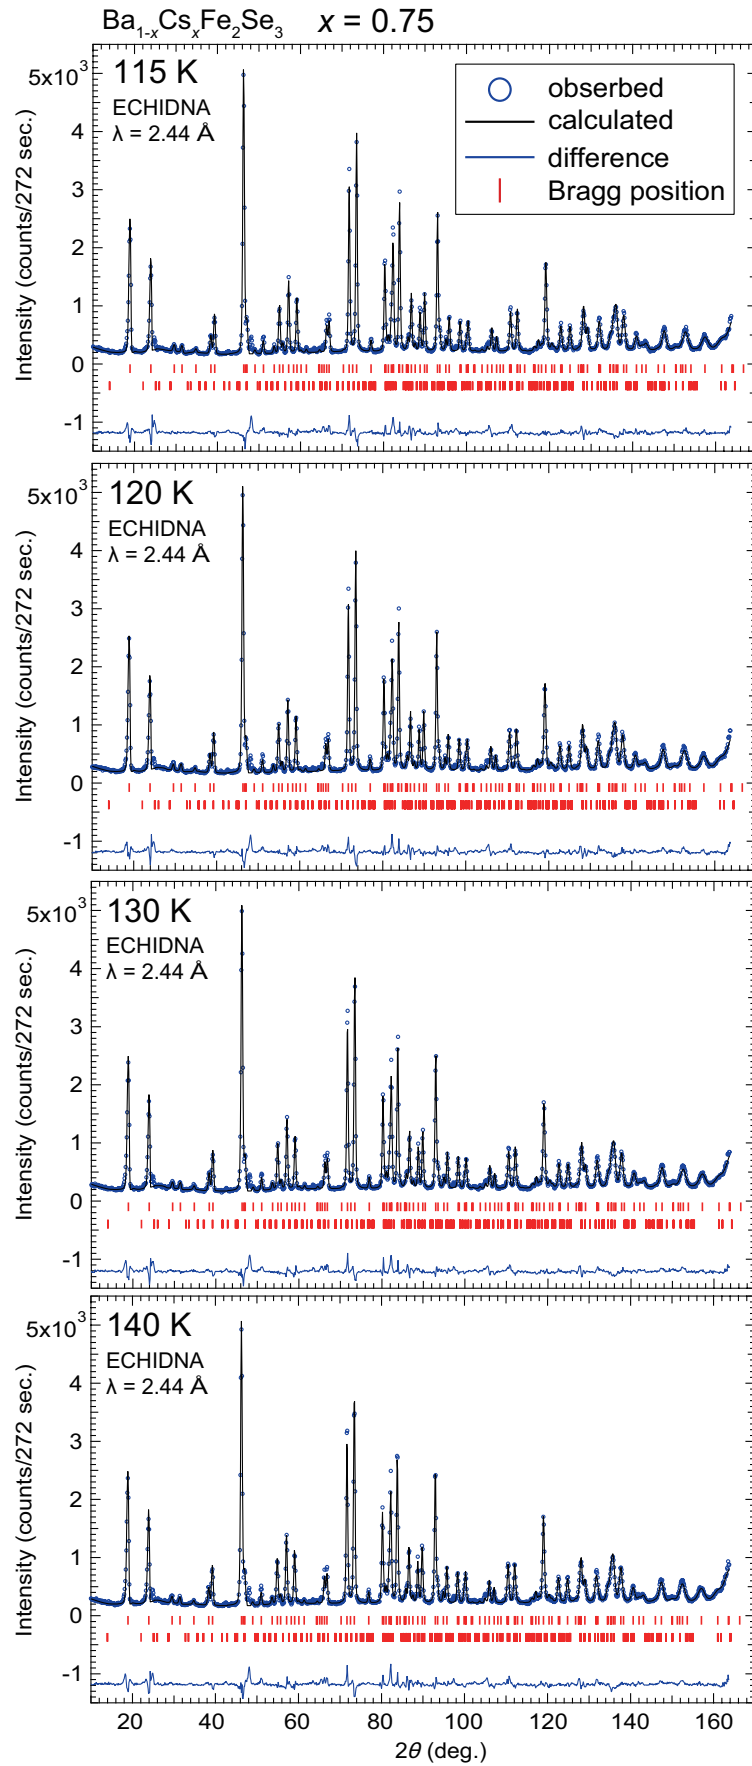 Ba1-xCsxFe2Se3 x = 0.75
115 K
ECHIDNA
λ = 2.44 Å
obserbed
calculated
difference
Bragg position
5x10³
4
3
2
1
0
-1
Intensity (counts/272 sec.)
120 K
ECHIDNA
λ = 2.44 Å
5x10³
4
3
2
1
0
-1
Intensity (counts/272 sec.)
130 K
ECHIDNA
λ = 2.44 Å
5x10³
4
3
2
1
0
-1
Intensity (counts/272 sec.)
140 K
ECHIDNA
λ = 2.44 Å
5x10³
4
3
2
1
0
-1
Intensity (counts/272 sec.)
20 40 60 80 100 120 140 160
2θ (deg.)